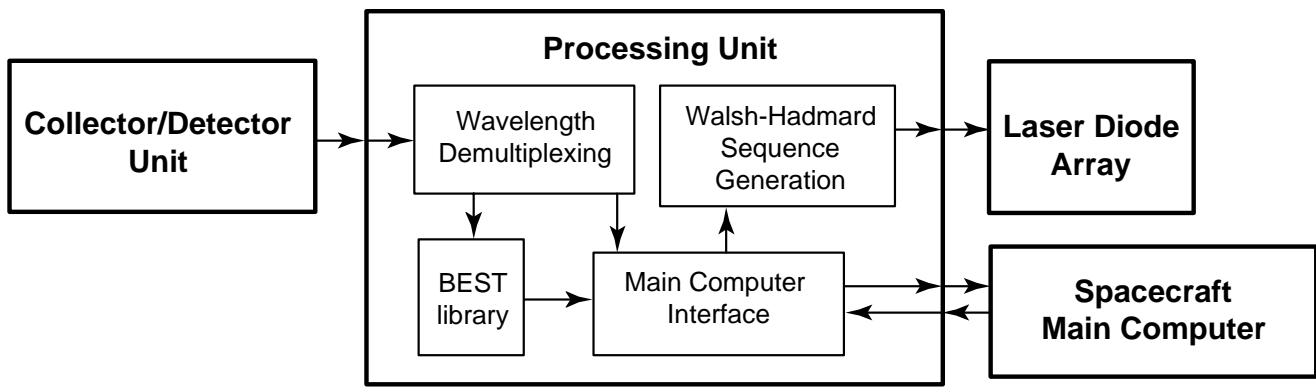 Processing Unit
Collector/Detector
Unit
Wavelength
Demultiplexing
Walsh-Hadmard
Sequence
Generation
Laser Diode
Array
BEST
library
Main Computer
Interface
Spacecraft
Main Computer